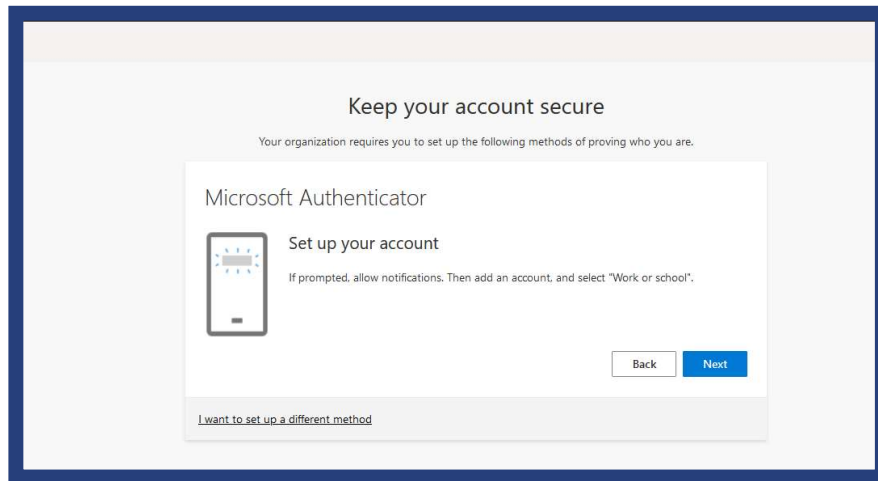 Keep your account secure
Your organization requires you to set up the following methods of proving who you are.
Microsoft Authenticator
Set up your account
If prompted, allow notifications. Then add an account, and select "Work or school".
Back
Next
I want to set up a different method